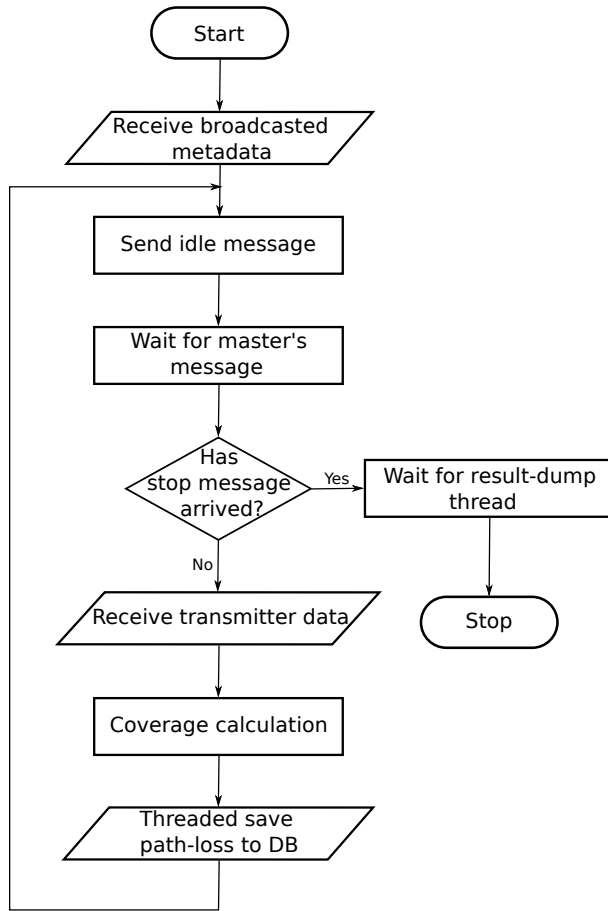 Start
Receive broadcasted
metadata
Send idle message
Wait for master's
message
Has
stop message
arrived?
Yes
Wait for result-dump
thread
No
Stop
Receive transmitter data
Coverage calculation
Threaded save
path-loss to DB